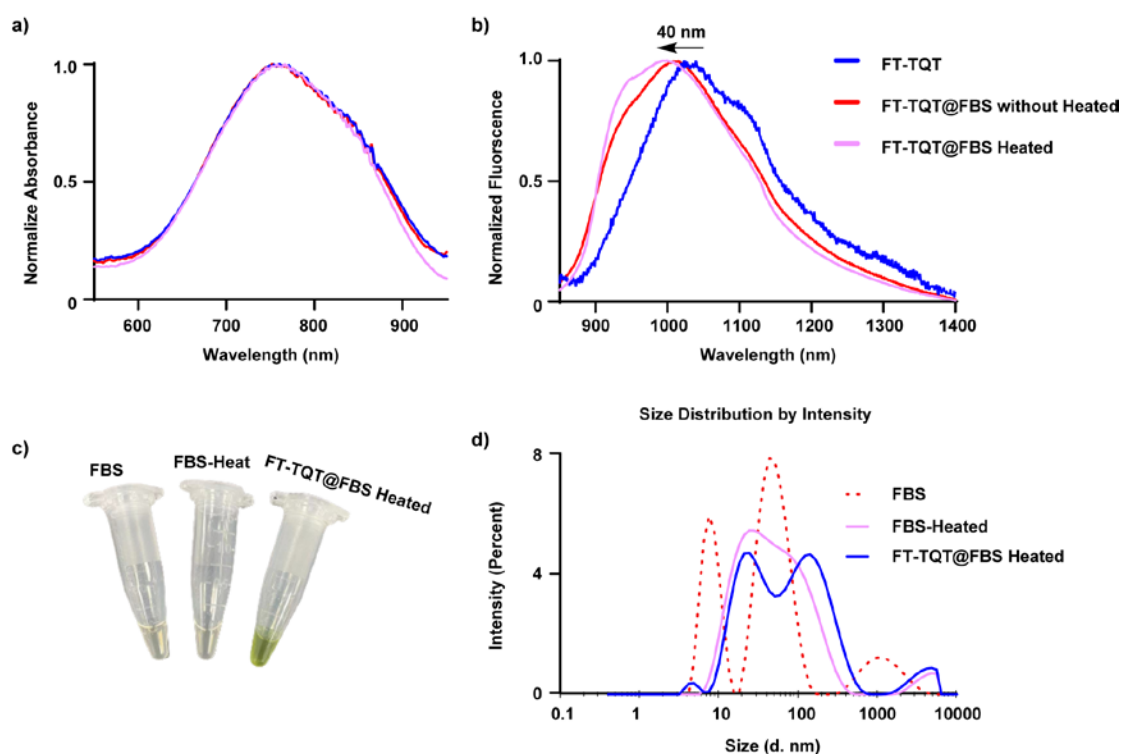 a)
1.0
0.5
0
Normalize Absorbance
600
700
800
900
Wavelength (nm)
b)
40 nm
1.0
0.5
0
Normalized Fluorescence
900
1000
1100
1200
1300
1400
Wavelength (nm)
FT-TQT
FT-TQT@FBS without Heated
FT-TQT@FBS Heated
c)
FBS
FBS-Heat
FT-TQT@FBS Heated
d)
Size Distribution by Intensity
8
4
0
Intensity (Percent)
0.1
1
10
100
1000
10000
Size (d. nm)
FBS
FBS-Heated
FT-TQT@FBS Heated